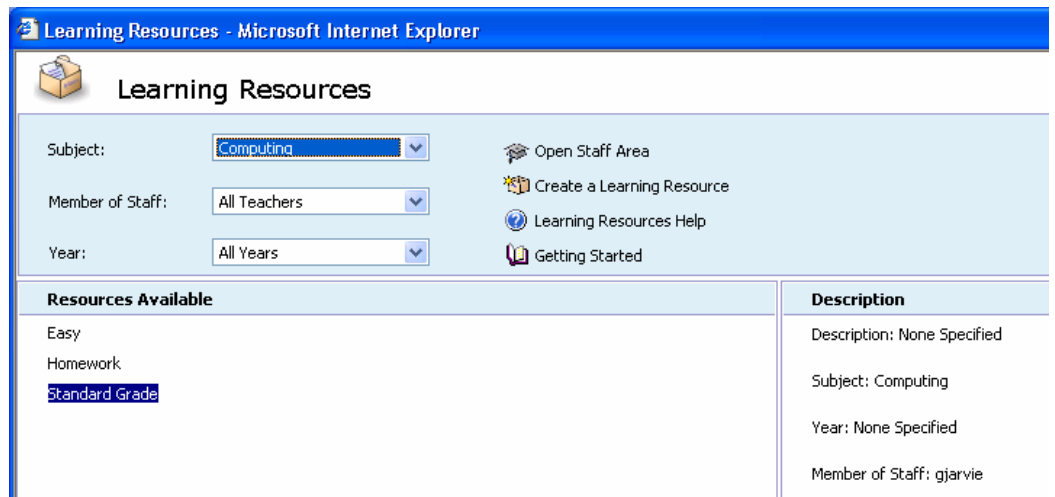 Learning Resources - Microsoft Internet Explorer
Learning Resources
Subject: Computing
Open Staff Area
Create a Learning Resource
Member of Staff: All Teachers
Learning Resources Help
Year: All Years
Getting Started
Resources Available
Description
Easy
Description: None Specified
Homework
Subject: Computing
Standard Grade
Year: None Specified
Member of Staff: gjarvie